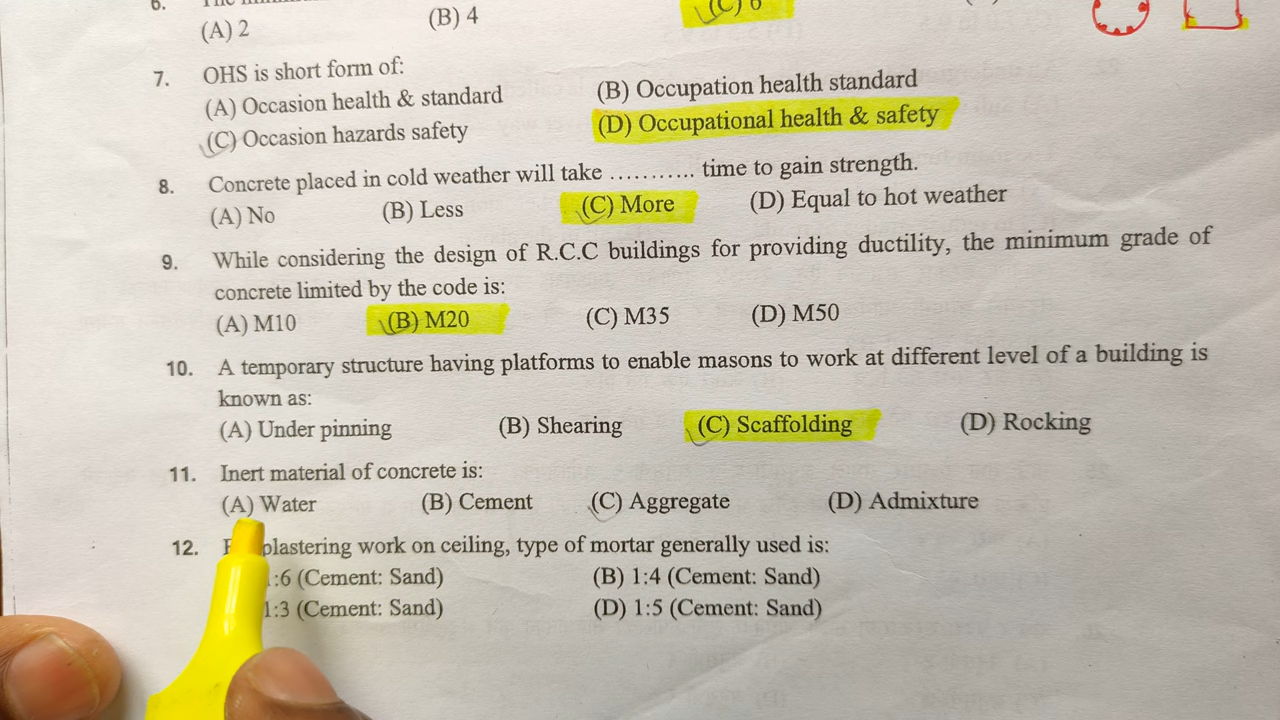 6.
(A) 2 (B) 4 (C) 6
7. OHS is short form of:
(A) Occasion health & standard (B) Occupation health standard
(C) Occasion hazards safety (D) Occupational health & safety
8. Concrete placed in cold weather will take ……….. time to gain strength.
(A) No (B) Less (C) More (D) Equal to hot weather
9. While considering the design of R.C.C buildings for providing ductility, the minimum grade of
concrete limited by the code is:
(A) M10 (B) M20 (C) M35 (D) M50
10. A temporary structure having platforms to enable masons to work at different level of a building is
known as:
(A) Under pinning (B) Shearing (C) Scaffolding (D) Rocking
11. Inert material of concrete is:
(A) Water (B) Cement (C) Aggregate (D) Admixture
12. plastering work on ceiling, type of mortar generally used is:
1:6 (Cement: Sand) (B) 1:4 (Cement: Sand)
1:3 (Cement: Sand) (D) 1:5 (Cement: Sand)